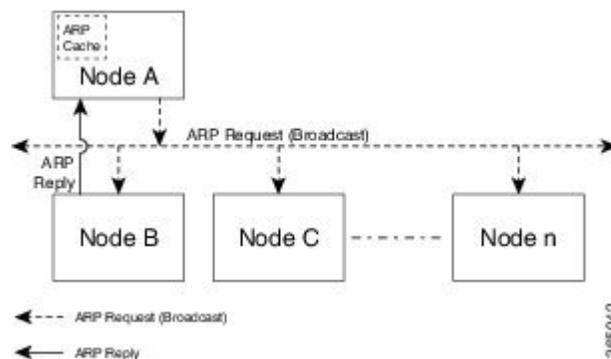 ARP
Cache
Node A
ARP Request (Broadcast)
ARP
Reply
Node B
Node C
Node n
ARP Request (Broadcast)
ARP Reply